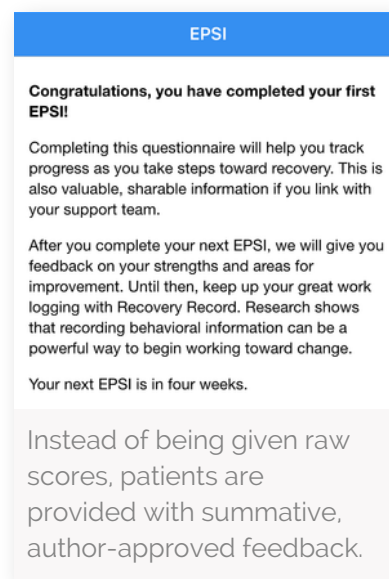 EPSI
Congratulations, you have completed your first
EPSI!
Completing this questionnaire will help you track
progress as you take steps toward recovery. This is
also valuable, sharable information if you link with
your support team.
After you complete your next EPSI, we will give you
feedback on your strengths and areas for
improvement. Until then, keep up your great work
logging with Recovery Record. Research shows
that recording behavioral information can be a
powerful way to begin working toward change.
Your next EPSI is in four weeks.
Instead of being given raw
scores, patients are
provided with summative,
author-approved feedback.